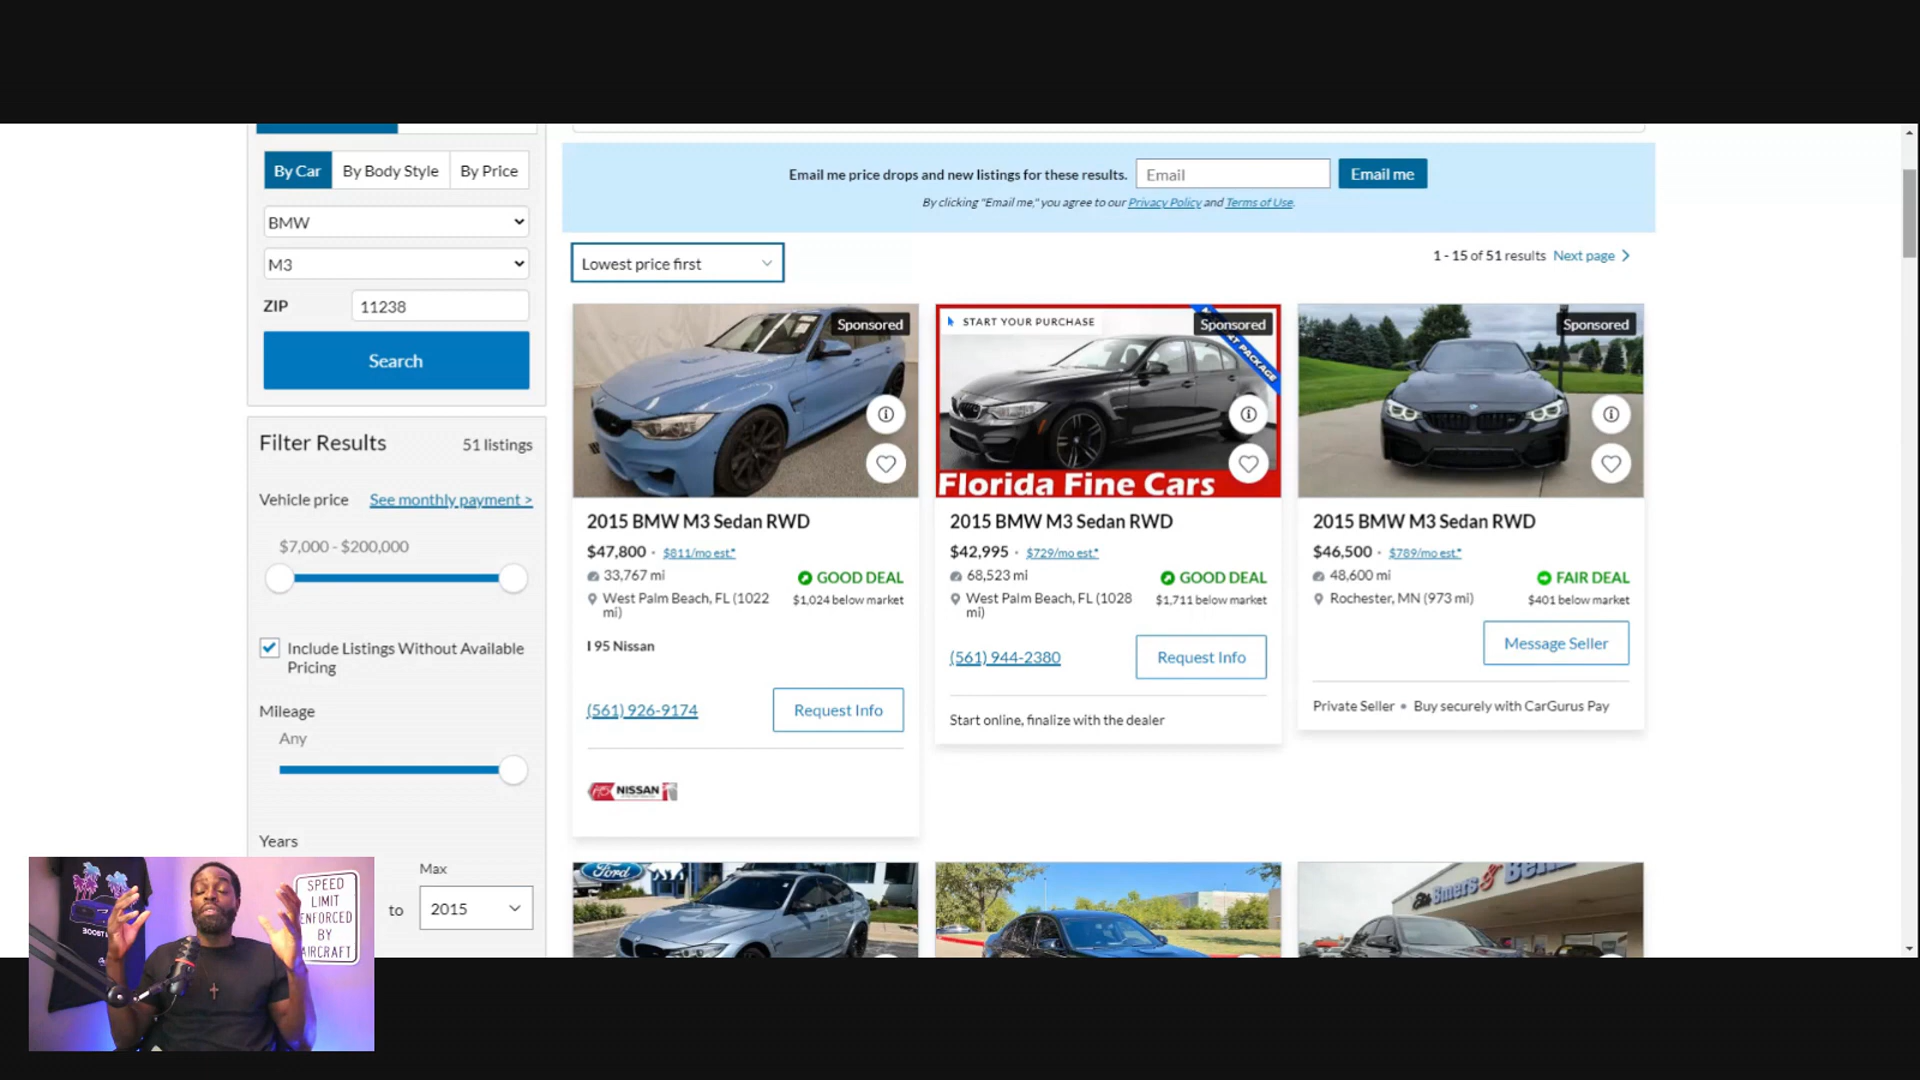 By Car
By Body Style
By Price
BMW
M3
ZIP
11238
Search
Filter Results
51 listings
Vehicle price
See monthly payment >
$7,000 - $200,000
Include Listings Without Available
Pricing
Mileage
Any
Years
Max
to
2015
Email me price drops and new listings for these results.
Email
Email me
By clicking "Email me," you agree to our Privacy Policy and Terms of Use.
Lowest price first
1 - 15 of 51 results
Next page
Sponsored
2015 BMW M3 Sedan RWD
$47,800 · $811/mo est.*
33,767 mi
GOOD DEAL
West Palm Beach, FL (1022
mi)
$1,024 below market
I 95 Nissan
(561) 926-9174
Request Info
NISSAN
START YOUR PURCHASE
Sponsored
PACKAGE
Florida Fine Cars
2015 BMW M3 Sedan RWD
$42,995 · $729/mo est.*
68,523 mi
GOOD DEAL
West Palm Beach, FL (1028
mi)
$1,711 below market
(561) 944-2380
Request Info
Start online, finalize with the dealer
Sponsored
2015 BMW M3 Sedan RWD
$46,500 · $789/mo est.*
48,600 mi
FAIR DEAL
Rochester, MN (973 mi)
$401 below market
Message Seller
Private Seller • Buy securely with CarGurus Pay
Ford
SPEED
LIMIT
ENFORCED
BY
AIRCRAFT
BOOST